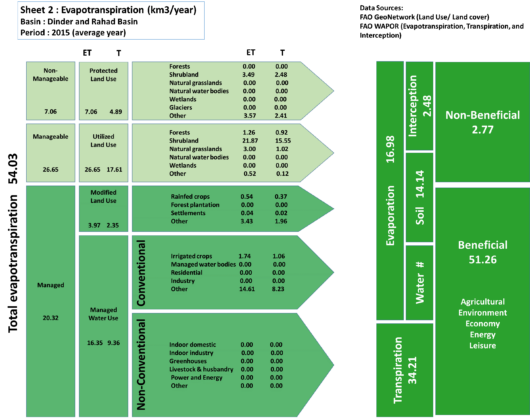 Sheet 2 : Evapotranspiration (km3/year)
Basin : Dinder and Rahad Basin
Period : 2015 (average year)
Data Sources:
FAO GeoNetwork (Land Use/ Land cover)
FAO WAPOR (Evapotranspiration, Transpiration, and
Interception)
Total evapotranspiration 54.03
ET T
ET T
Non-
Manageable
7.06
Protected
Land Use
7.06 4.89
Forests 0.00 0.00
Shrubland 3.49 2.48
Natural grasslands 0.00 0.00
Natural water bodies 0.00 0.00
Wetlands 0.00 0.00
Glaciers 0.00 0.00
Other 3.57 2.41
Manageable
26.65
Utilized
Land Use
26.65 17.61
Forests 1.26 0.92
Shrubland 21.87 15.55
Natural grasslands 3.00 1.02
Natural water bodies 0.00 0.00
Wetlands 0.00 0.00
Other 0.52 0.12
Managed
20.32
Modified
Land Use
3.97 2.35
Rainfed crops 0.54 0.37
Forest plantation 0.00 0.00
Settlements 0.04 0.02
Other 3.43 1.96
Managed
Water Use
16.35 9.36
Conventional
Irrigated crops 1.74 1.06
Managed water bodies 0.00 0.00
Residential 0.00 0.00
Industry 0.00 0.00
Other 14.61 8.23
Non-Conventional
Indoor domestic 0.00 0.00
Indoor industry 0.00 0.00
Greenhouses 0.00 0.00
Livestock & husbandry 0.00 0.00
Power and Energy 0.00 0.00
Other 0.00 0.00
Evaporation 16.98
Interception
2.48
Soil 14.14
Water #
Transpiration
34.21
Non-Beneficial
2.77
Beneficial
51.26
Agricultural
Environment
Economy
Energy
Leisure